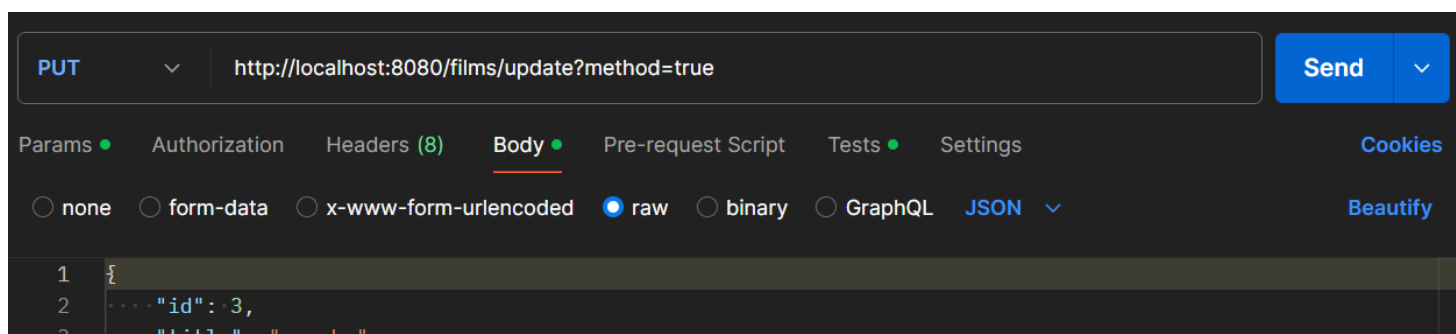 PUT http://localhost:8080/films/update?method=true Send
Params Authorization Headers (8) Body Pre-request Script Tests Settings Cookies
none form-data x-www-form-urlencoded raw binary GraphQL JSON Beautify
1 {
2 "id": 3,